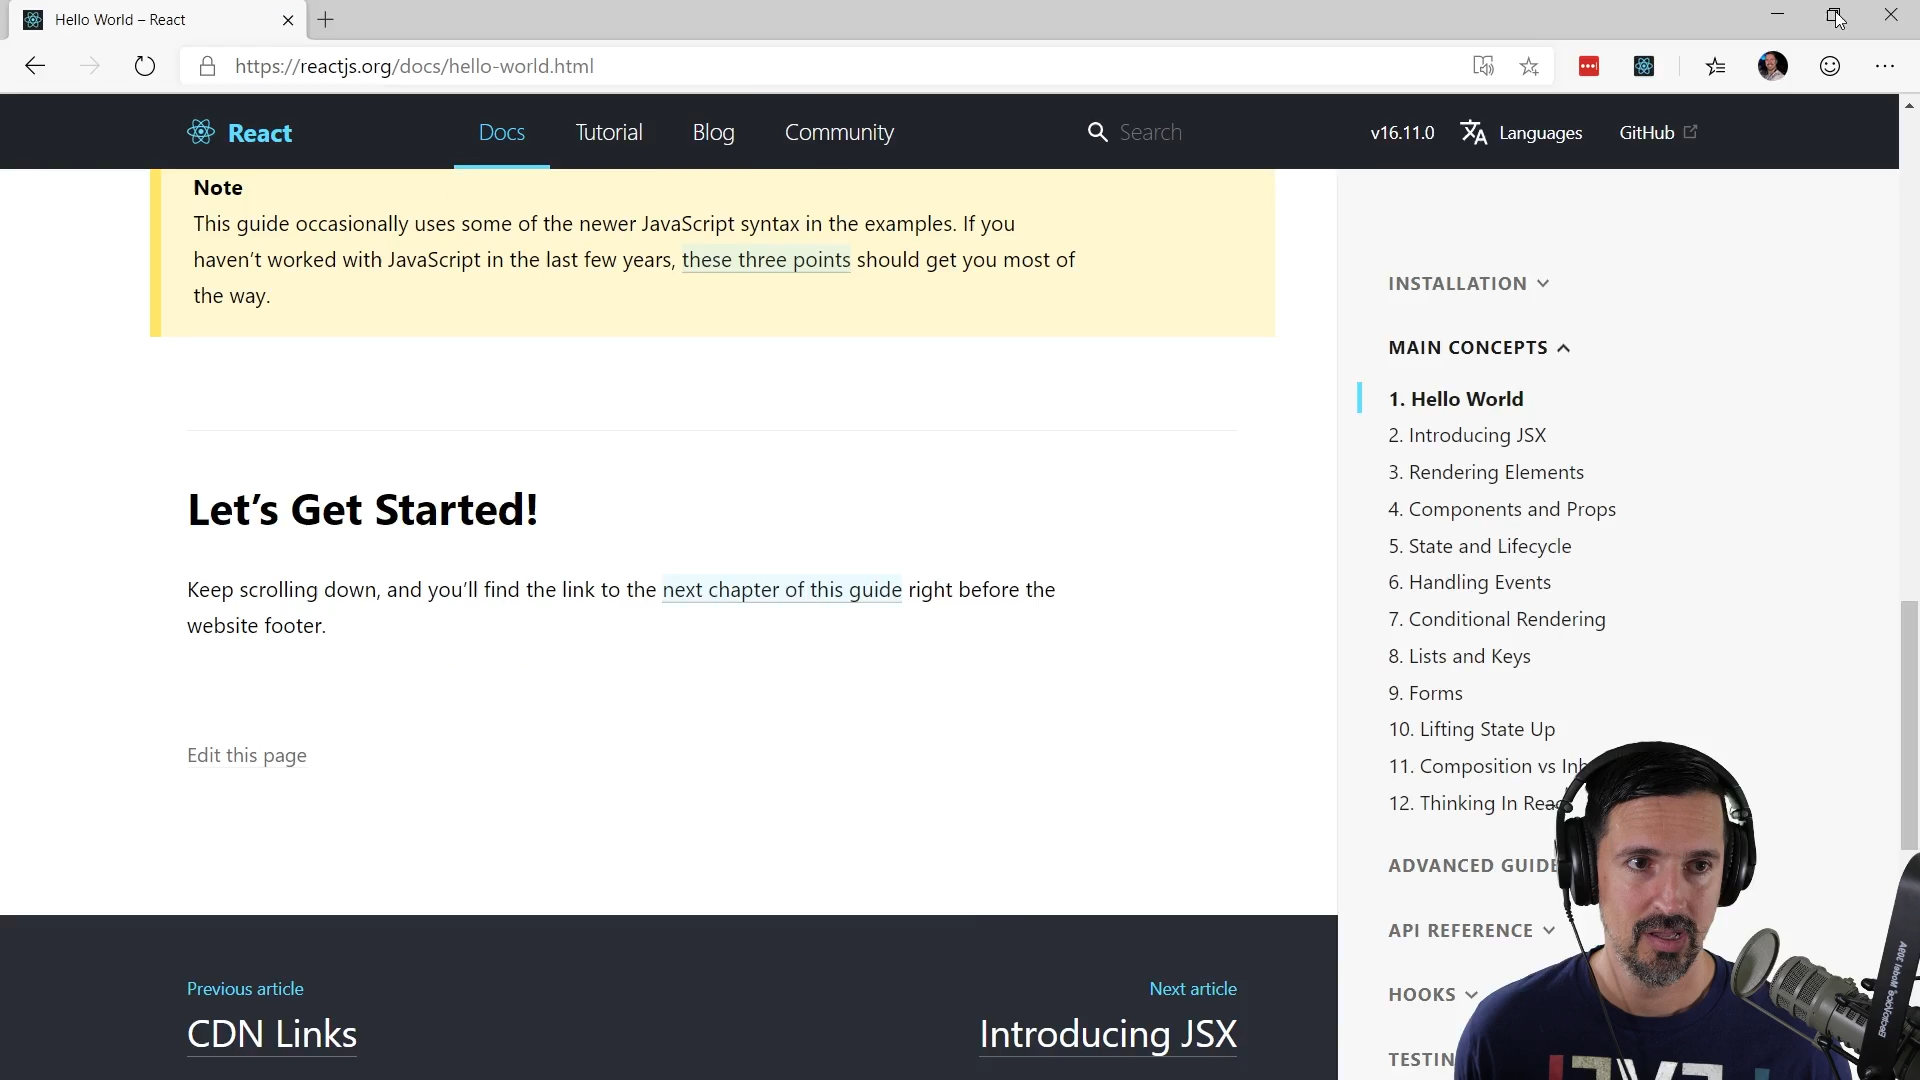 Hello World – React
https://reactjs.org/docs/hello-world.html
React
Docs
Tutorial
Blog
Community
Search
v16.11.0
Languages
GitHub
Note
This guide occasionally uses some of the newer JavaScript syntax in the examples. If you
haven’t worked with JavaScript in the last few years, these three points should get you most of
the way.
Let’s Get Started!
Keep scrolling down, and you’ll find the link to the next chapter of this guide right before the
website footer.
Edit this page
Previous article
CDN Links
Next article
Introducing JSX
INSTALLATION
MAIN CONCEPTS
1. Hello World
2. Introducing JSX
3. Rendering Elements
4. Components and Props
5. State and Lifecycle
6. Handling Events
7. Conditional Rendering
8. Lists and Keys
9. Forms
10. Lifting State Up
11. Composition vs Inh
12. Thinking In Reac
ADVANCED GUIDE
API REFERENCE
HOOKS
TESTIN